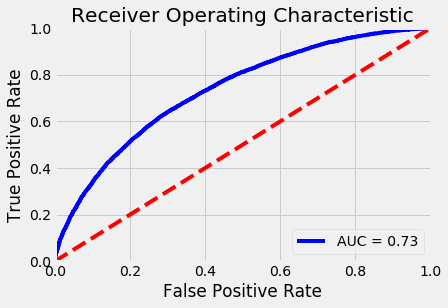 Receiver Operating Characteristic
True Positive Rate
1.0
0.8
0.6
0.4
0.2
0.0
AUC = 0.73
0.0 0.2 0.4 0.6 0.8 1.0
False Positive Rate